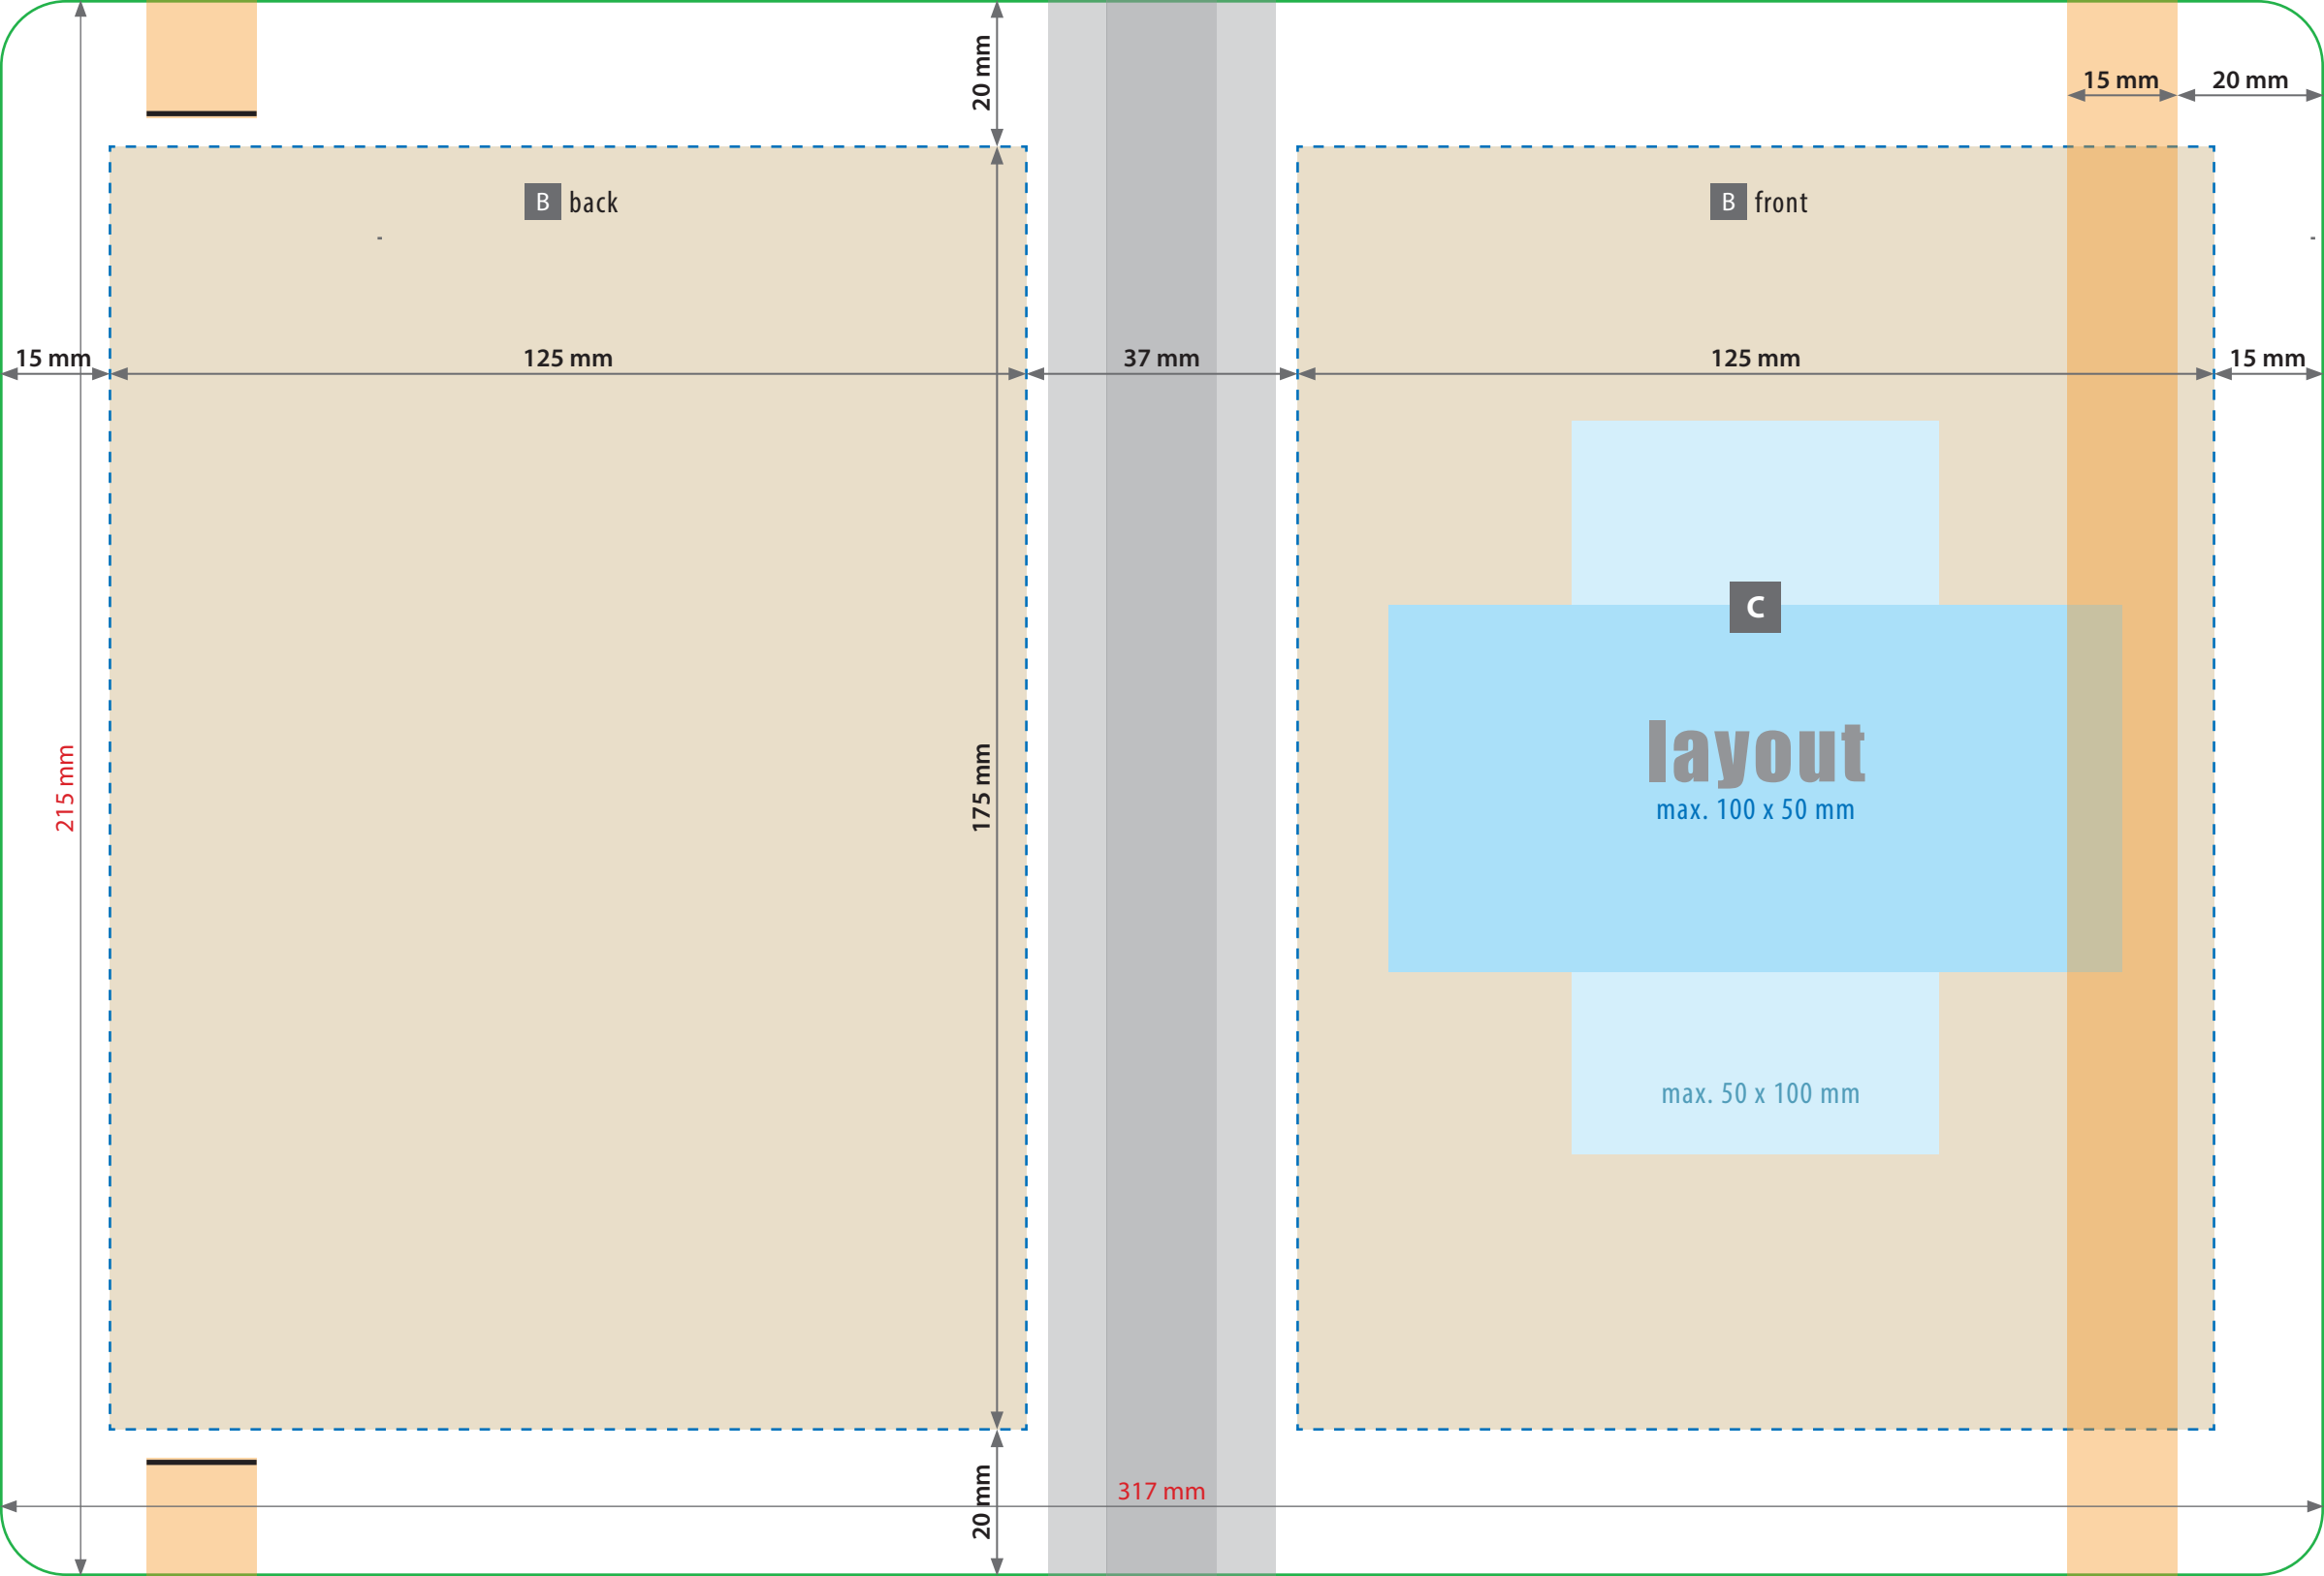 20 mm
15 mm 20 mm
B back
B front
-
-
15 mm 125 mm 37 mm 125 mm 15 mm
C
layout
max. 100 x 50 mm
215 mm
175 mm
max. 50 x 100 mm
317 mm
20 mm